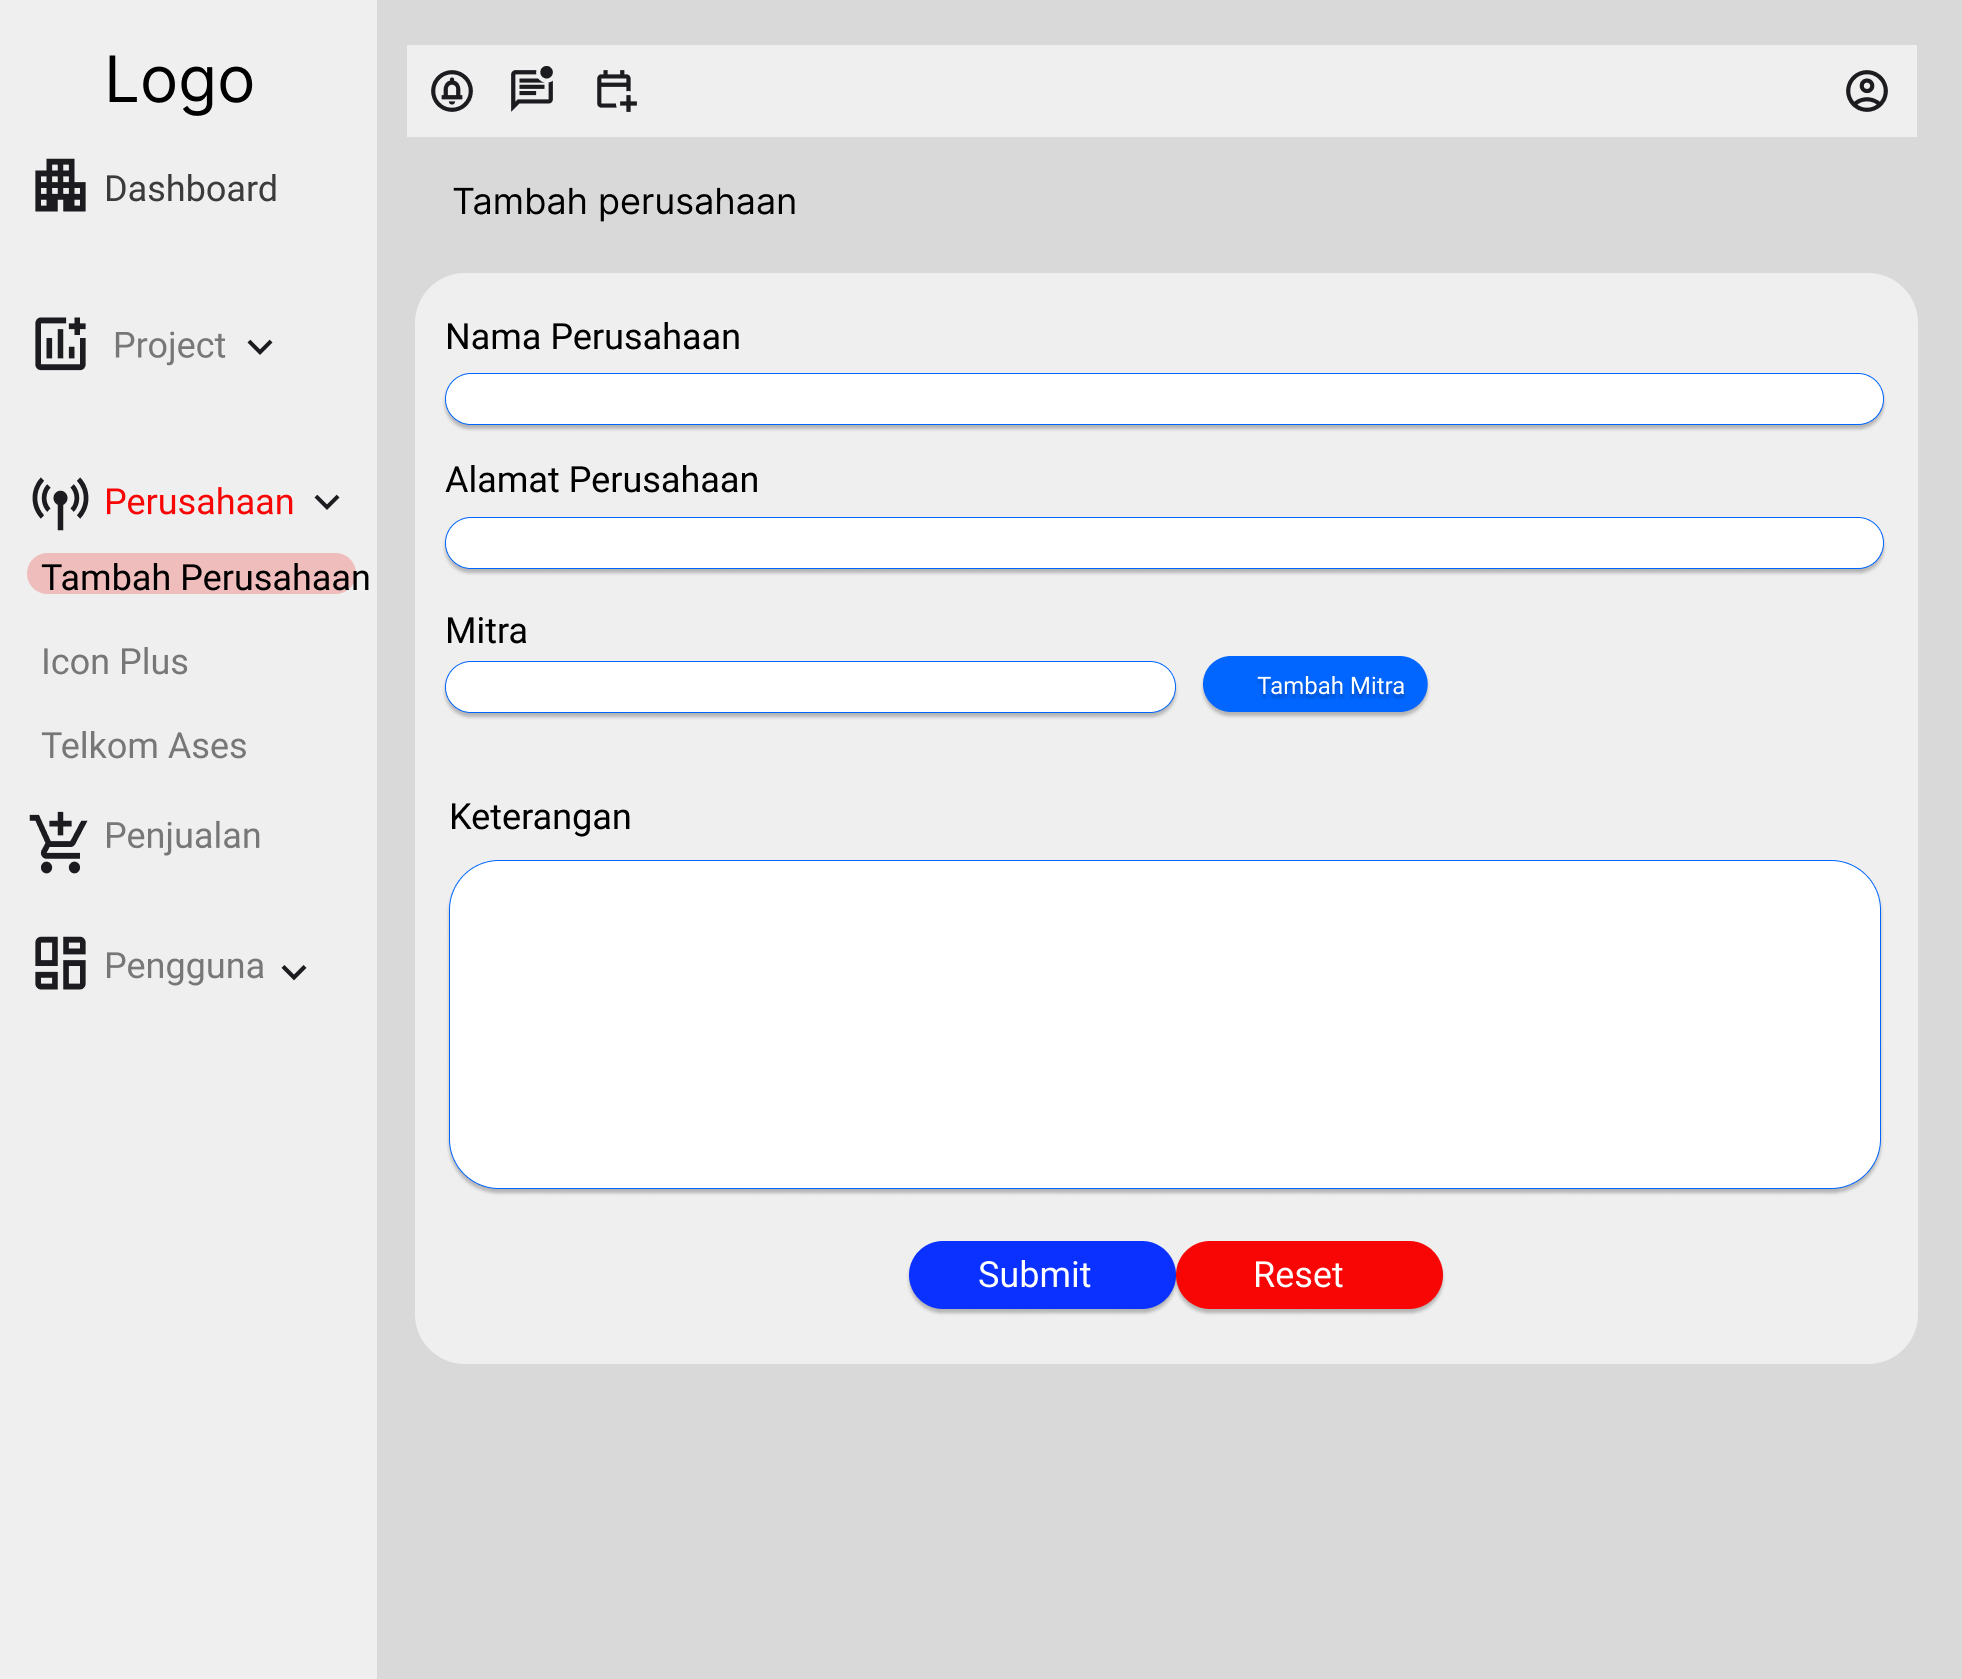 Logo
Dashboard
Project
Perusahaan
Tambah Perusahaan
Icon Plus
Telkom Ases
Penjualan
Pengguna
Tambah perusahaan
Nama Perusahaan
Alamat Perusahaan
Mitra
Tambah Mitra
Keterangan
Submit
Reset